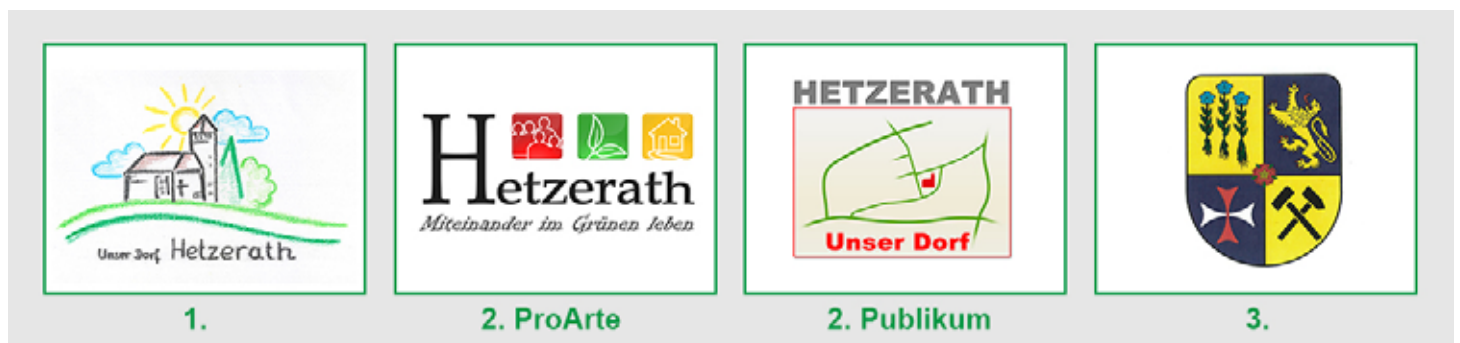 Unser Dorf Hetzerath
1.
Hetzerath
Miteinander im Grünen leben
2. ProArte
HETZERATH
Unser Dorf
2. Publikum
3.